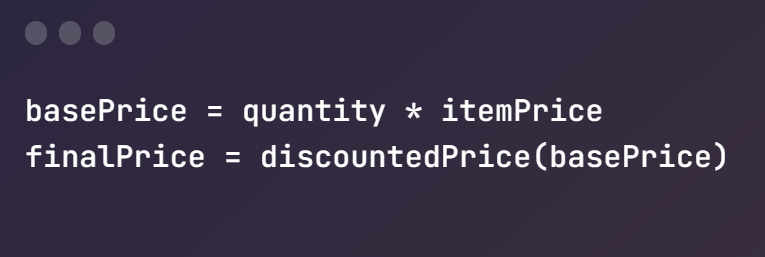 basePrice = quantity * itemPrice
finalPrice = discountedPrice(basePrice)